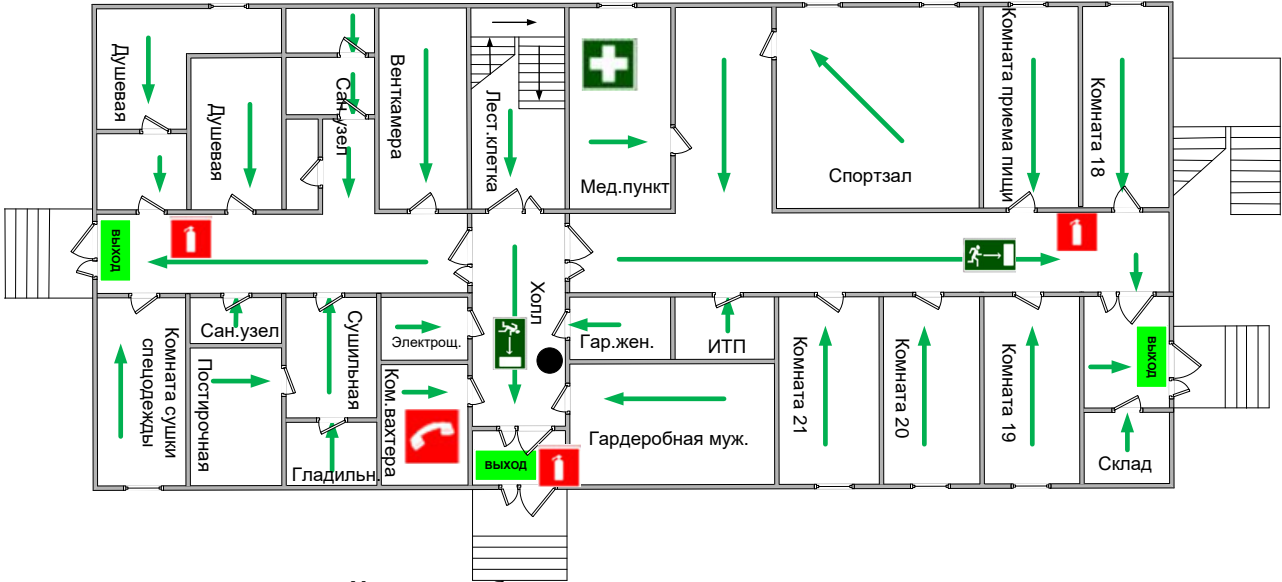 Душевая
Душевая
Сан.узел
Венткамера
Лест.клетка
Мед.пункт
Спортзал
Комната приема пищи
Комната 18
ВЫХОД
Холл
Комната сушки
спецодежды
Сан.узел
Постирочная
Сушильная
Гладильн.
Электрощ.
Ком.вахтера
ВЫХОД
Гар.жен.
ИТП
Гардеробная муж.
Комната 21
Комната 20
Комната 19
ВЫХОД
Склад